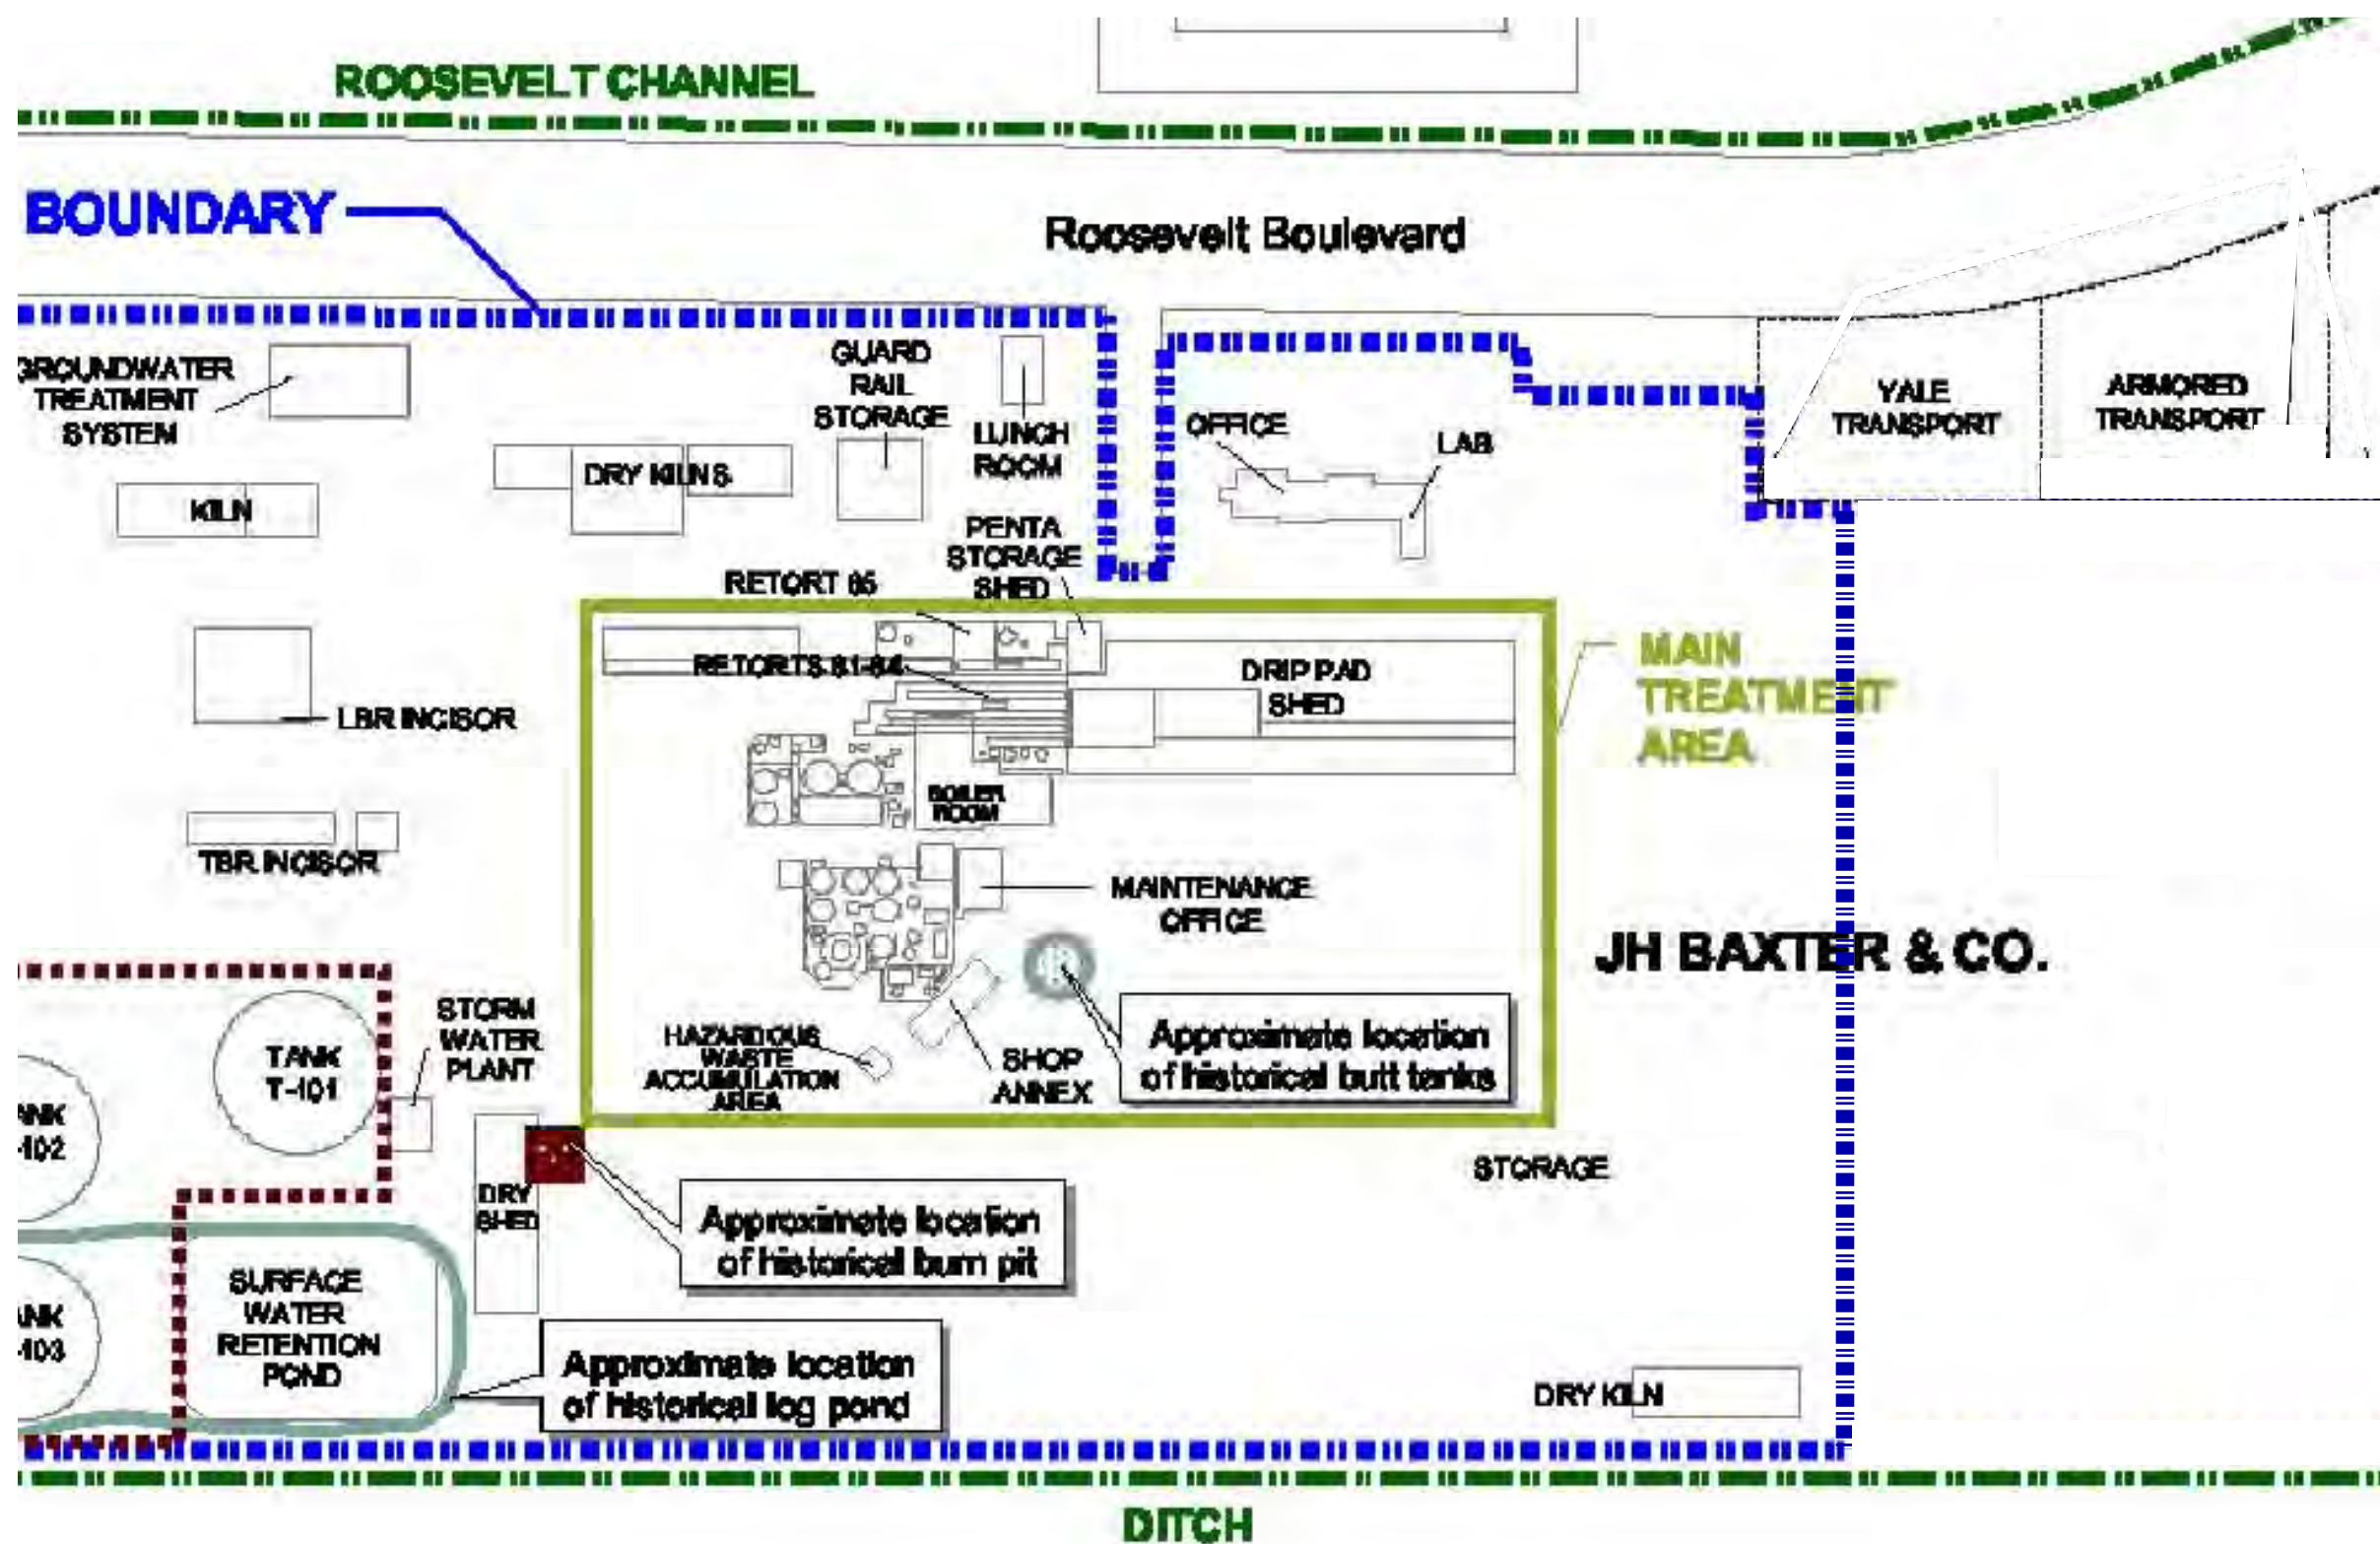 ROOSEVELT CHANNEL
BOUNDARY
Roosevelt Boulevard
GROUNDWATER
TREATMENT
SYSTEM
GUARD
RAIL
STORAGE
LUNCH
ROOM
OFFICE
LAB
YALE
TRANSPORT
ARMORED
TRANSPORT
DRY KILNS
KILN
PENTA
STORAGE
SHED
RETORT 85
RETORTS 81-84
DRIP PAD
SHED
MAIN
TREATMENT
AREA
LBR INCISOR
BOILER
ROOM
TBR INCISOR
MAINTENANCE
OFFICE
JH BAXTER & CO.
STORM
WATER
PLANT
TANK
T-101
HAZARDOUS
WASTE
ACCUMULATION
AREA
SHOP
ANNEX
Approximate location
of historical butt tanks
ANK
-102
STORAGE
DRY
SHED
Approximate location
of historical burn pit
SURFACE
WATER
RETENTION
POND
ANK
-103
Approximate location
of historical log pond
DRY KILN
DITCH